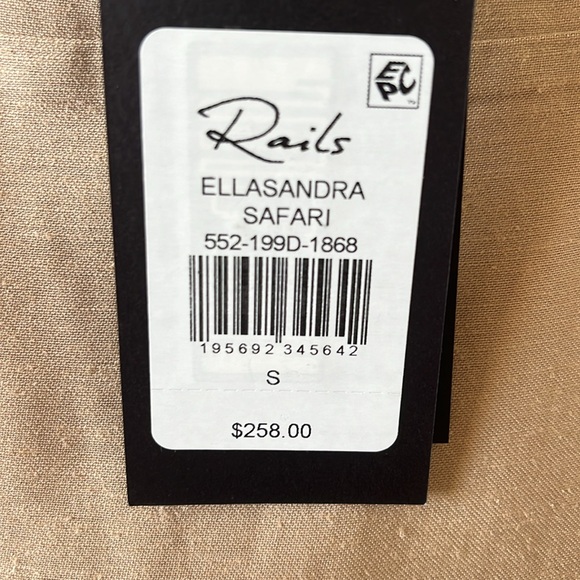 EPC
Rails
ELLASANDRA
SAFARI
552-199D-1868
195692 345642
S
$258.00